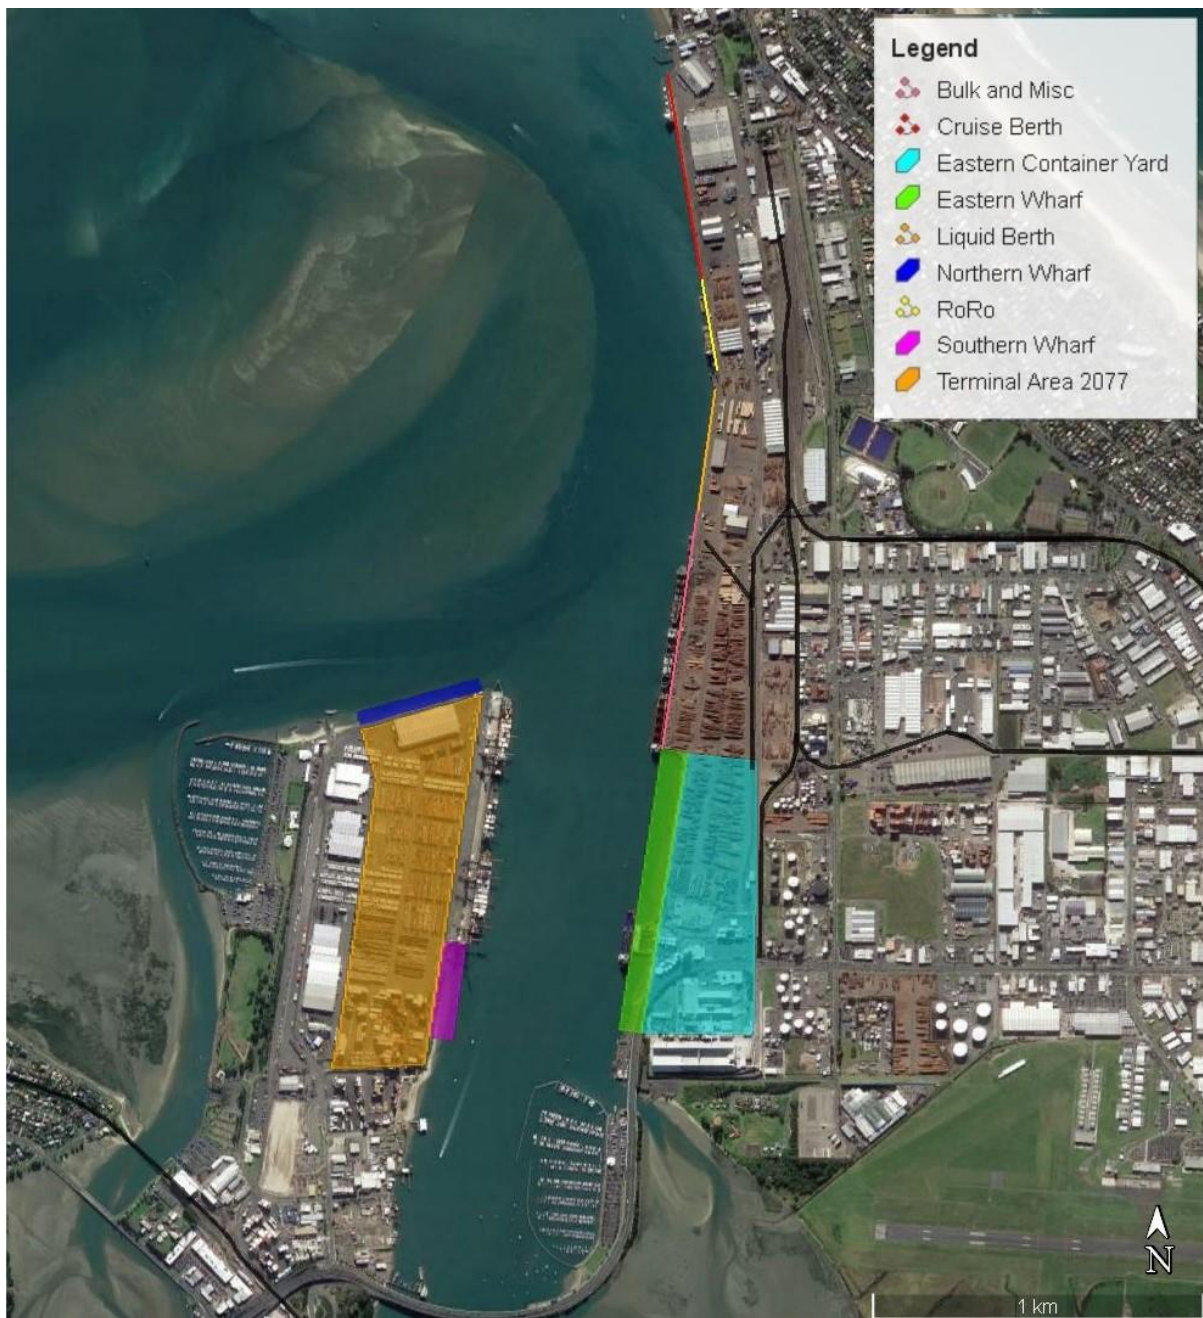 Legend
Bulk and Misc
Cruise Berth
Eastern Container Yard
Eastern Wharf
Liquid Berth
Northern Wharf
RoRo
Southern Wharf
Terminal Area 2077
N
1 km